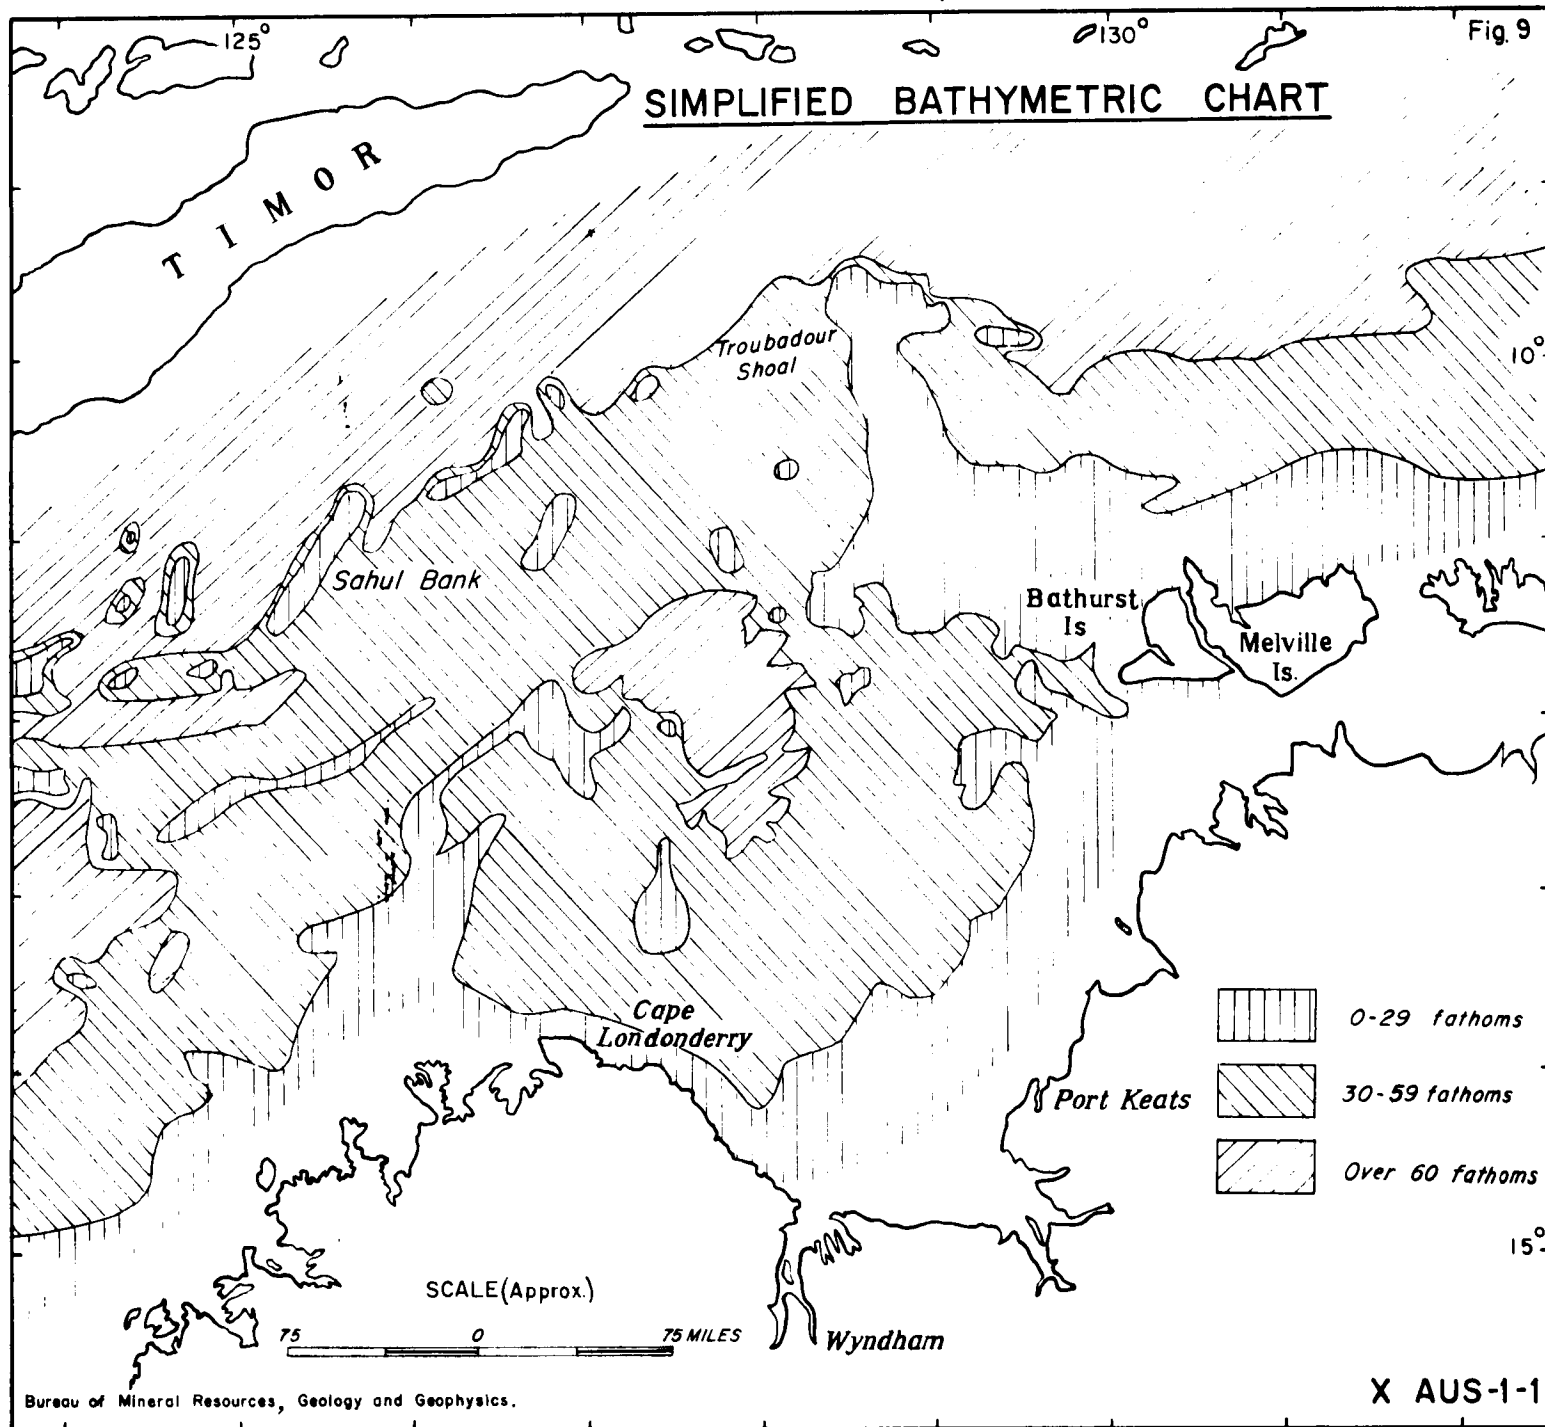 125°
130°
Fig. 9
SIMPLIFIED BATHYMETRIC CHART
TIMOR
Troubadour
Shoal
10°
Sahul Bank
Bathurst
Is
Melville
Is.
Cape
Londonderry
0-29 fathoms
Port Keats
30-59 fathoms
Over 60 fathoms
15°
SCALE (Approx.)
75 0 75 MILES
Wyndham
Bureau of Mineral Resources, Geology and Geophysics.
X AUS-1-1